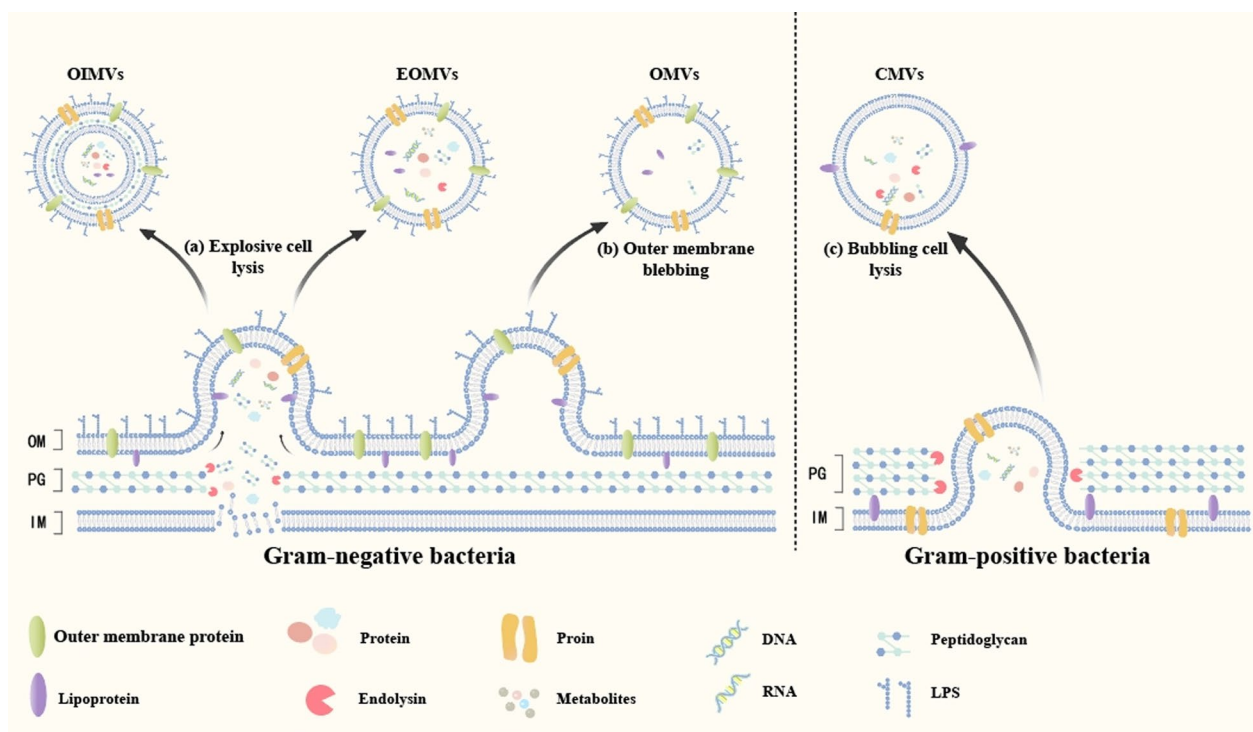 OIMVs
EOMVs
OMVs
CMVs
(a) Explosive cell
lysis
(b) Outer membrane
blebbing
(c) Bubbling cell
lysis
OM
PG
IM
PG
IM
Gram-negative bacteria
Gram-positive bacteria
Outer membrane protein
Protein
Proin
DNA
Peptidoglycan
Lipoprotein
Endolysin
Metabolites
RNA
LPS